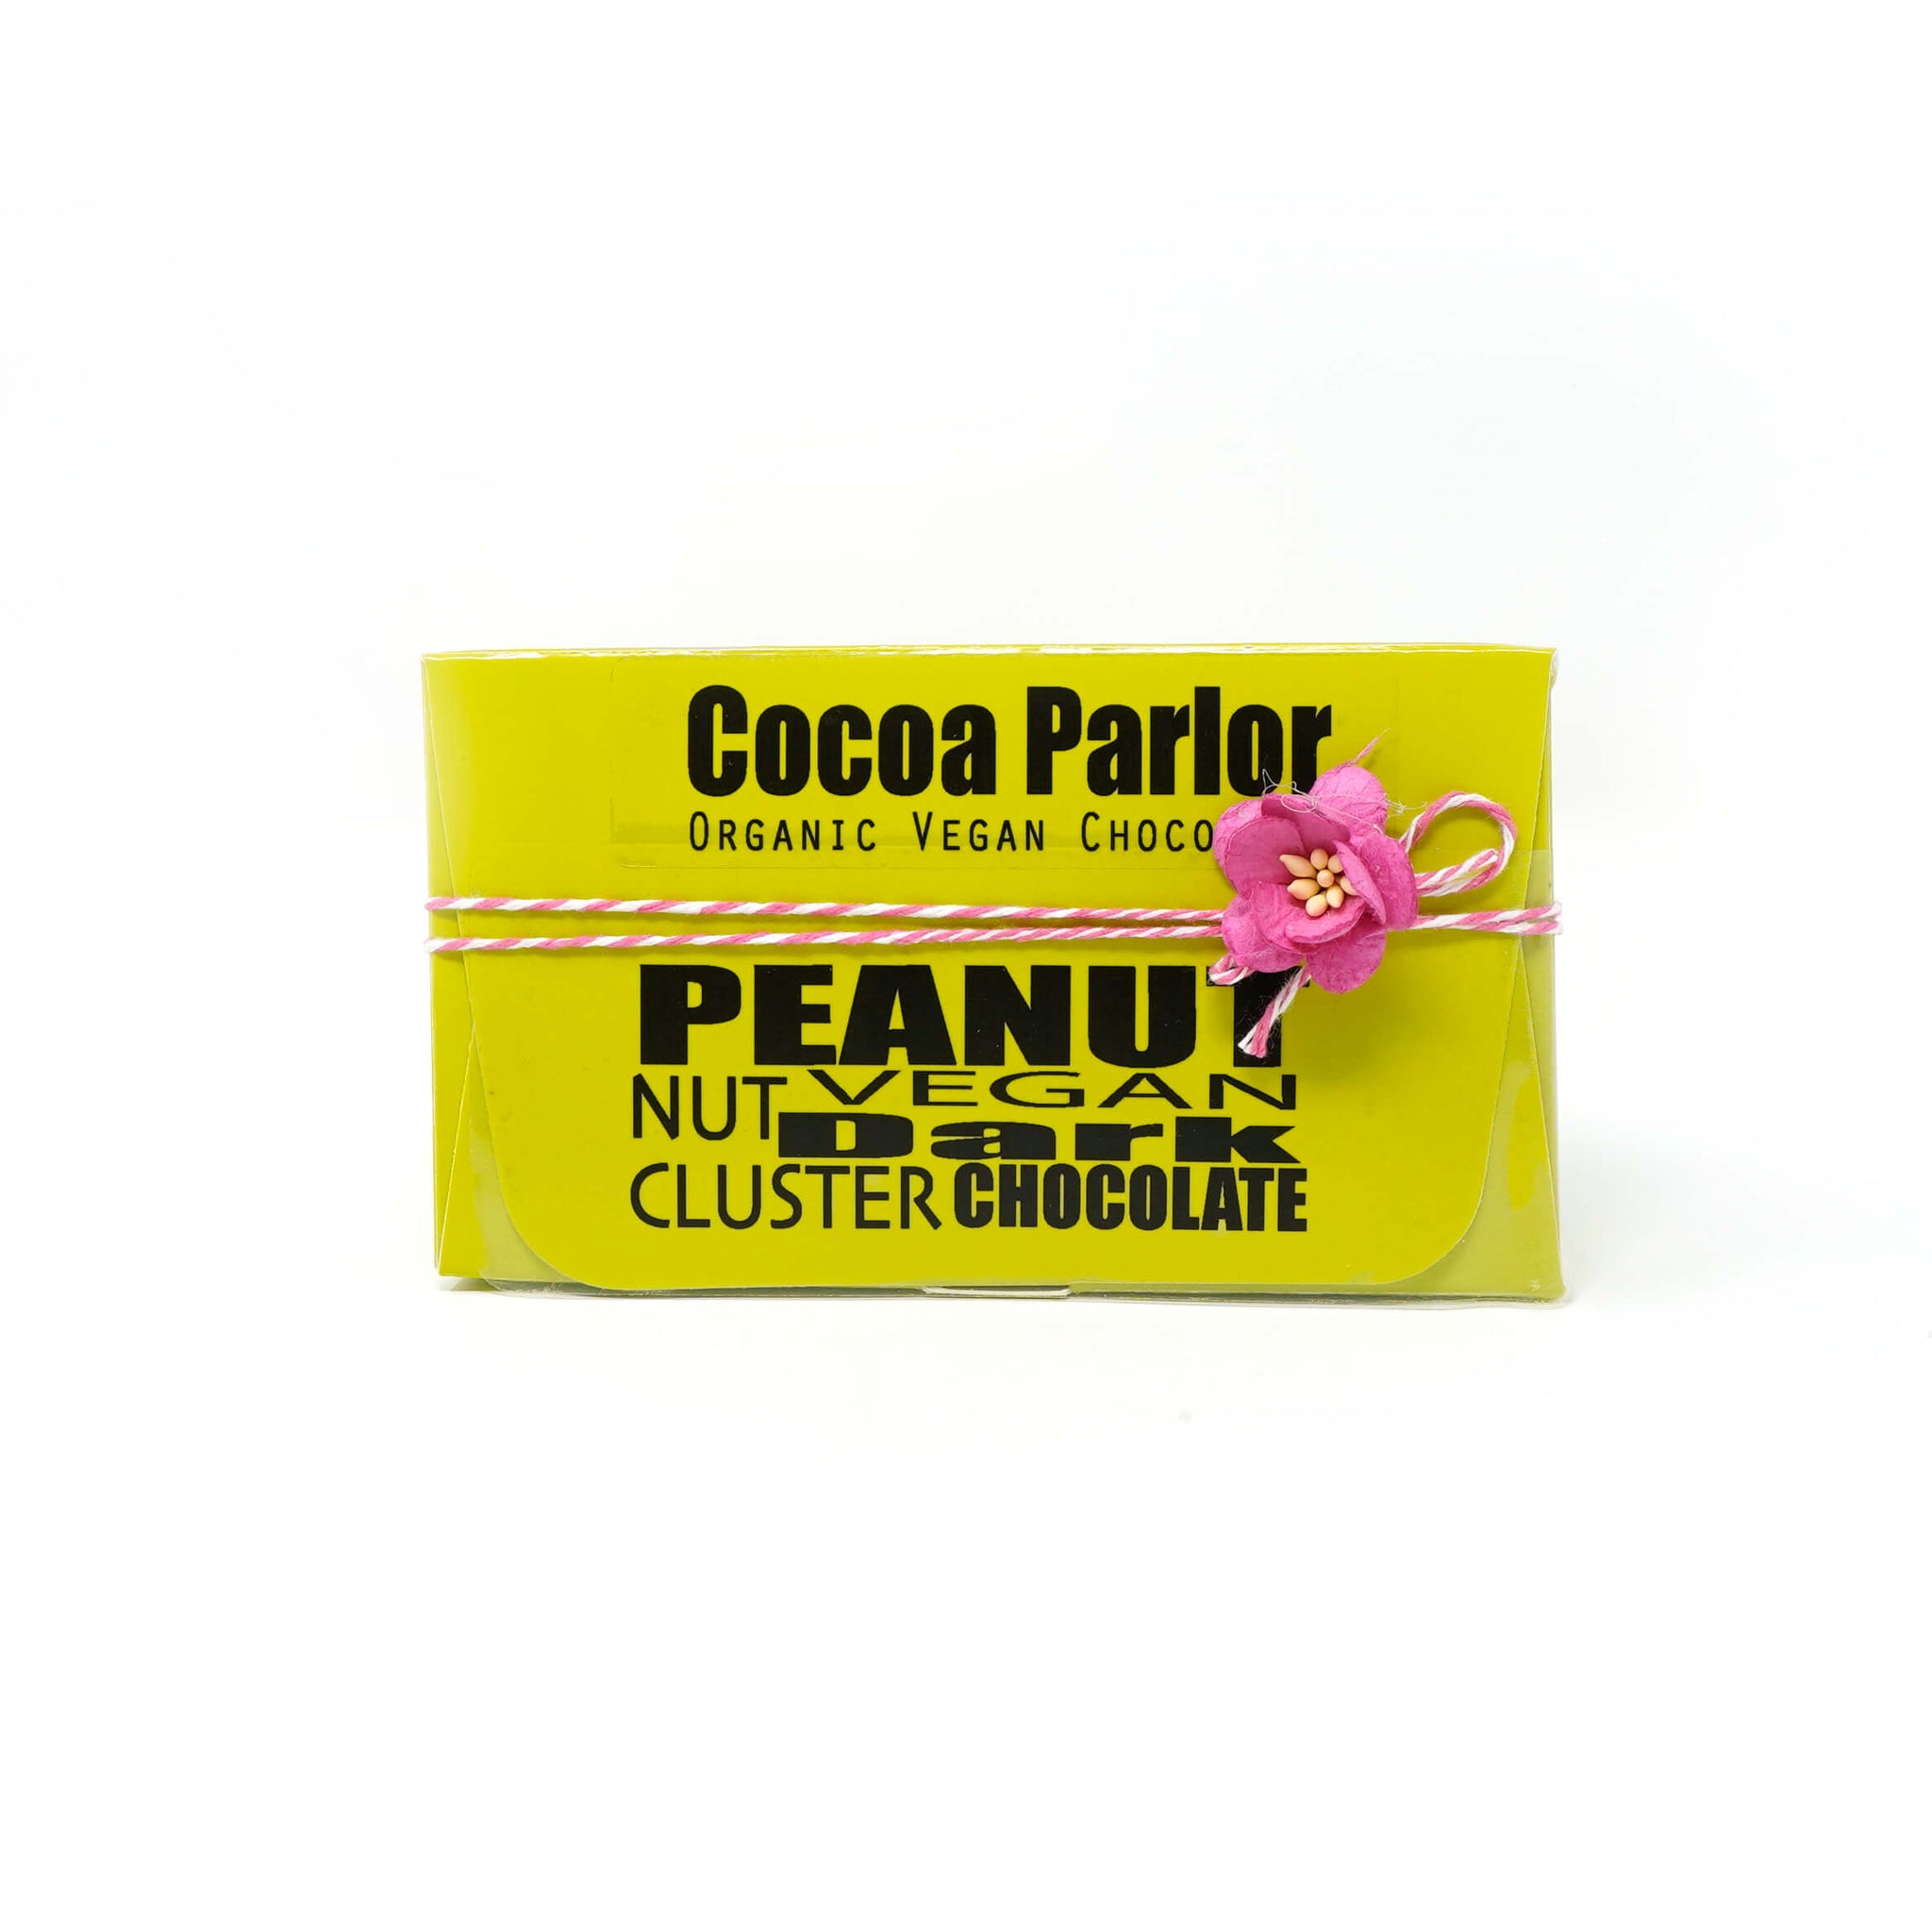 Cocoa Parlor
ORGANIC VEGAN CHOCO
PEANUT
NUT VEGAN
Dark
CLUSTER CHOCOLATE